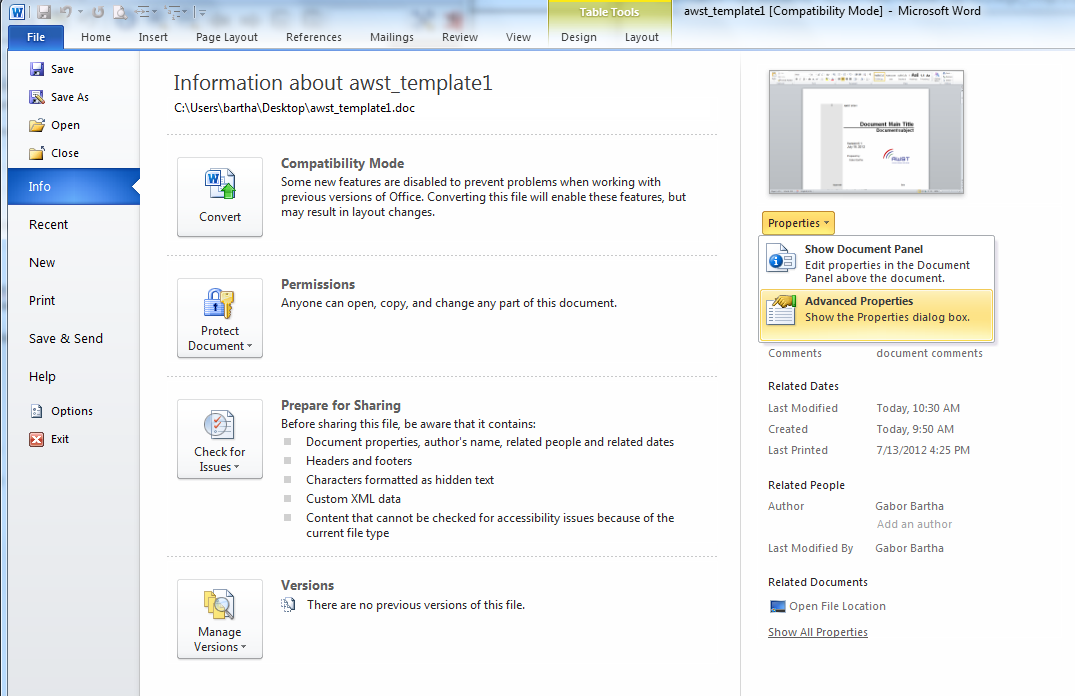 Table Tools
awst_template1 [Compatibility Mode] - Microsoft Word
File
Home
Insert
Page Layout
References
Mailings
Review
View
Design
Layout
Save
Save As
Open
Close
Info
Recent
New
Print
Save & Send
Help
Options
Exit
Information about awst_template1
C:\Users\bartha\Desktop\awst_template1.doc
Convert
Compatibility Mode
Some new features are disabled to prevent problems when working with
previous versions of Office. Converting this file will enable these features, but
may result in layout changes.
Protect
Document
Permissions
Anyone can open, copy, and change any part of this document.
Check for
Issues
Prepare for Sharing
Before sharing this file, be aware that it contains:
Document properties, author's name, related people and related dates
Headers and footers
Characters formatted as hidden text
Custom XML data
Content that cannot be checked for accessibility issues because of the
current file type
Manage
Versions
Versions
There are no previous versions of this file.
Document Main Title
Documentsubject
AWST
Properties
Show Document Panel
Edit properties in the Document
Panel above the document.
Advanced Properties
Show the Properties dialog box.
Comments document comments
Related Dates
Last Modified Today, 10:30 AM
Created Today, 9:50 AM
Last Printed 7/13/2012 4:25 PM
Related People
Author Gabor Bartha
Add an author
Last Modified By Gabor Bartha
Related Documents
Open File Location
Show All Properties